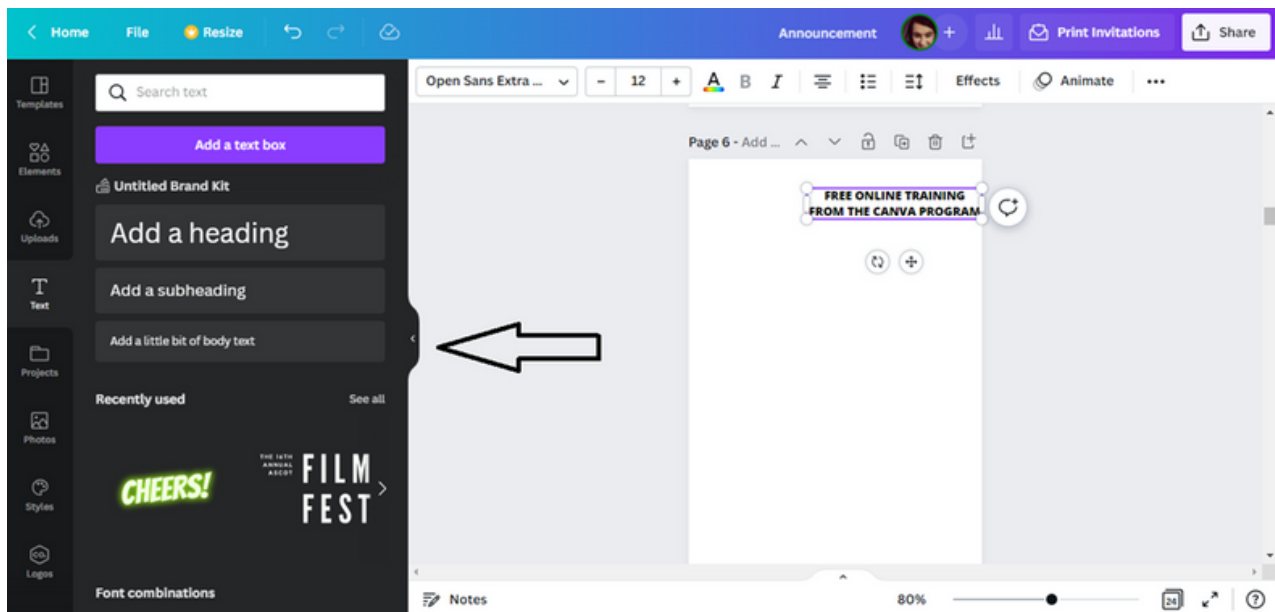 Home File Resize Announcement Print Invitations Share
Templates
Elements
Uploads
Text
Projects
Photos
Styles
CO.
Logos
Search text
Add a text box
Untitled Brand Kit
Add a heading
Add a subheading
Add a little bit of body text
Recently used See all
CHEERS!
THE 14TH
ANNUAL
ASCOT
FILM
FEST
Font combinations
Open Sans Extra ... - 12 + A B I Effects Animate ...
Page 6 - Add ...
FREE ONLINE TRAINING
FROM THE CANVA PROGRAM
Notes 80% 24 ?